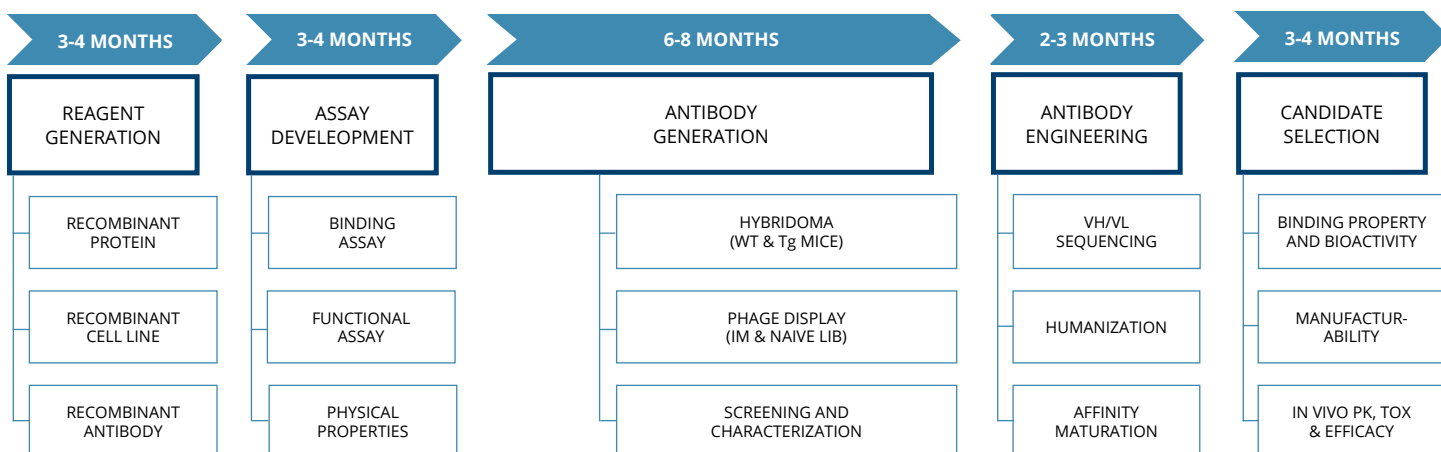 3-4 MONTHS
3-4 MONTHS
6-8 MONTHS
2-3 MONTHS
3-4 MONTHS
REAGENT
GENERATION
ASSAY
DEVELEOPMENT
ANTIBODY
GENERATION
ANTIBODY
ENGINEERING
CANDIDATE
SELECTION
RECOMBINANT
PROTEIN
BINDING
ASSAY
HYBRIDOMA
(WT & Tg MICE)
VH/VL
SEQUENCING
BINDING PROPERTY
AND BIOACTIVITY
RECOMBINANT
CELL LINE
FUNCTIONAL
ASSAY
PHAGE DISPLAY
(IM & NAIVE LIB)
HUMANIZATION
MANUFACTUR-
ABILITY
RECOMBINANT
ANTIBODY
PHYSICAL
PROPERTIES
SCREENING AND
CHARACTERIZATION
AFFINITY
MATURATION
IN VIVO PK, TOX
& EFFICACY